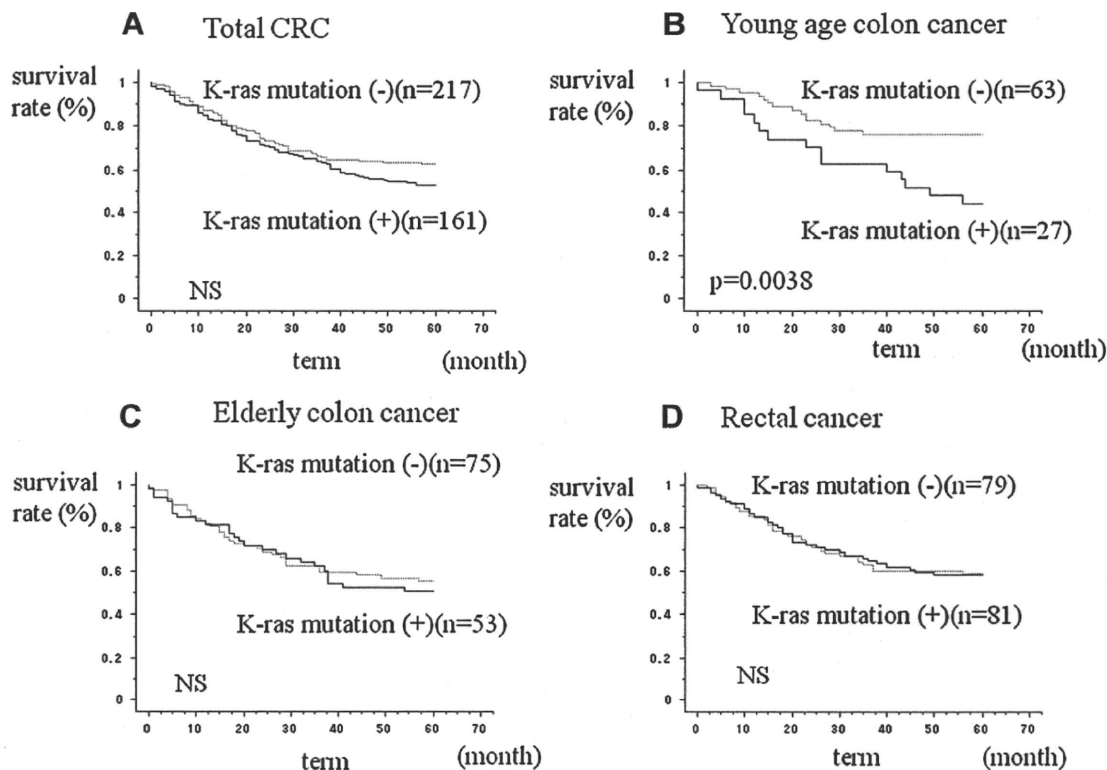 A Total CRC
survival
rate (%)
K-ras mutation (-)(n=217)
K-ras mutation (+)(n=161)
NS
1
0.8
0.6
0.4
0.2
0
0 10 20 30 40 50 60 70
term (month)
B Young age colon cancer
survival
rate (%)
K-ras mutation (-)(n=63)
K-ras mutation (+)(n=27)
p=0.0038
1
0.8
0.6
0.4
0.2
0
0 10 20 30 40 50 60 70
term (month)
C Elderly colon cancer
survival
rate (%)
K-ras mutation (-)(n=75)
K-ras mutation (+)(n=53)
NS
1
0.8
0.6
0.4
0.2
0
0 10 20 30 40 50 60 70
term (month)
D Rectal cancer
survival
rate (%)
K-ras mutation (-)(n=79)
K-ras mutation (+)(n=81)
NS
1
0.8
0.6
0.4
0.2
0
0 10 20 30 40 50 60 70
term (month)